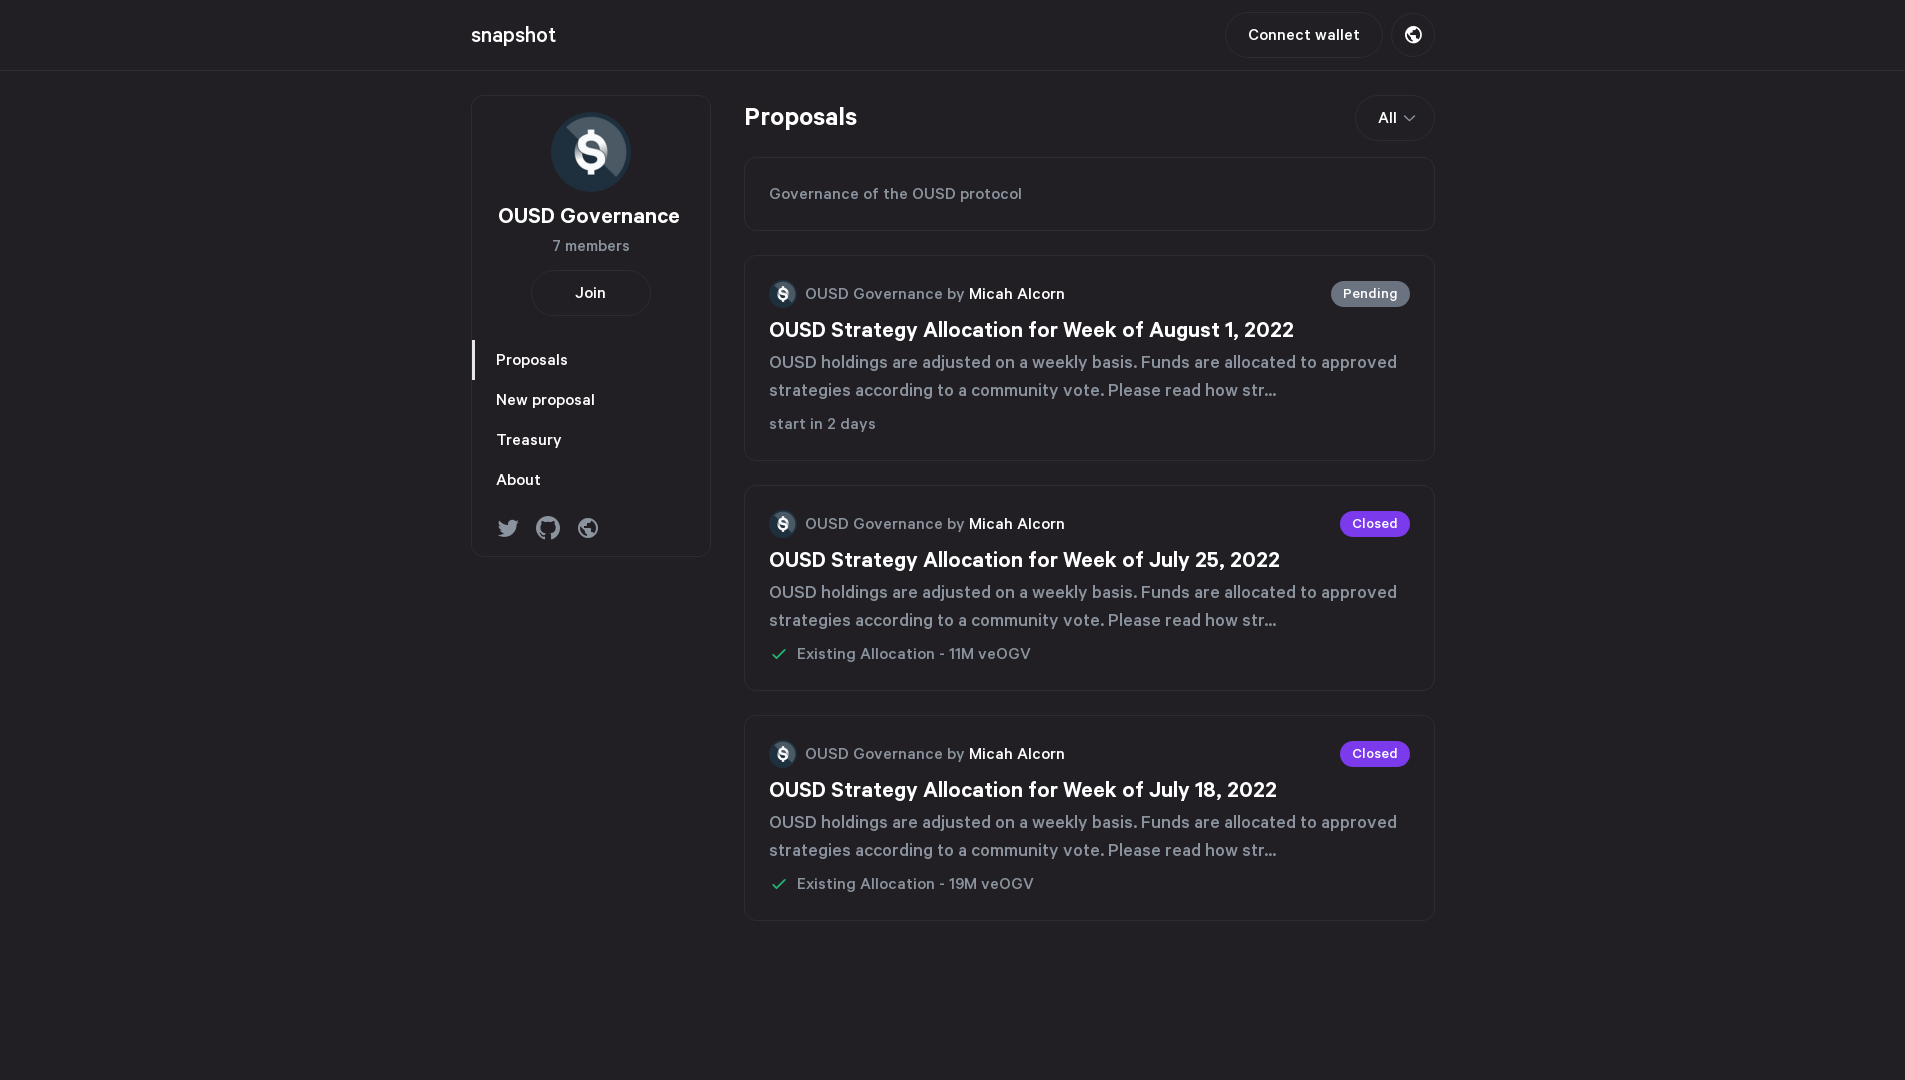 snapshot
Connect wallet
OUSD Governance
7 members
Join
Proposals
New proposal
Treasury
About
Proposals
All
Governance of the OUSD protocol
OUSD Governance by Micah Alcorn
Pending
OUSD Strategy Allocation for Week of August 1, 2022
OUSD holdings are adjusted on a weekly basis. Funds are allocated to approved
strategies according to a community vote. Please read how str...
start in 2 days
OUSD Governance by Micah Alcorn
Closed
OUSD Strategy Allocation for Week of July 25, 2022
OUSD holdings are adjusted on a weekly basis. Funds are allocated to approved
strategies according to a community vote. Please read how str...
Existing Allocation - 11M veOGV
OUSD Governance by Micah Alcorn
Closed
OUSD Strategy Allocation for Week of July 18, 2022
OUSD holdings are adjusted on a weekly basis. Funds are allocated to approved
strategies according to a community vote. Please read how str...
Existing Allocation - 19M veOGV